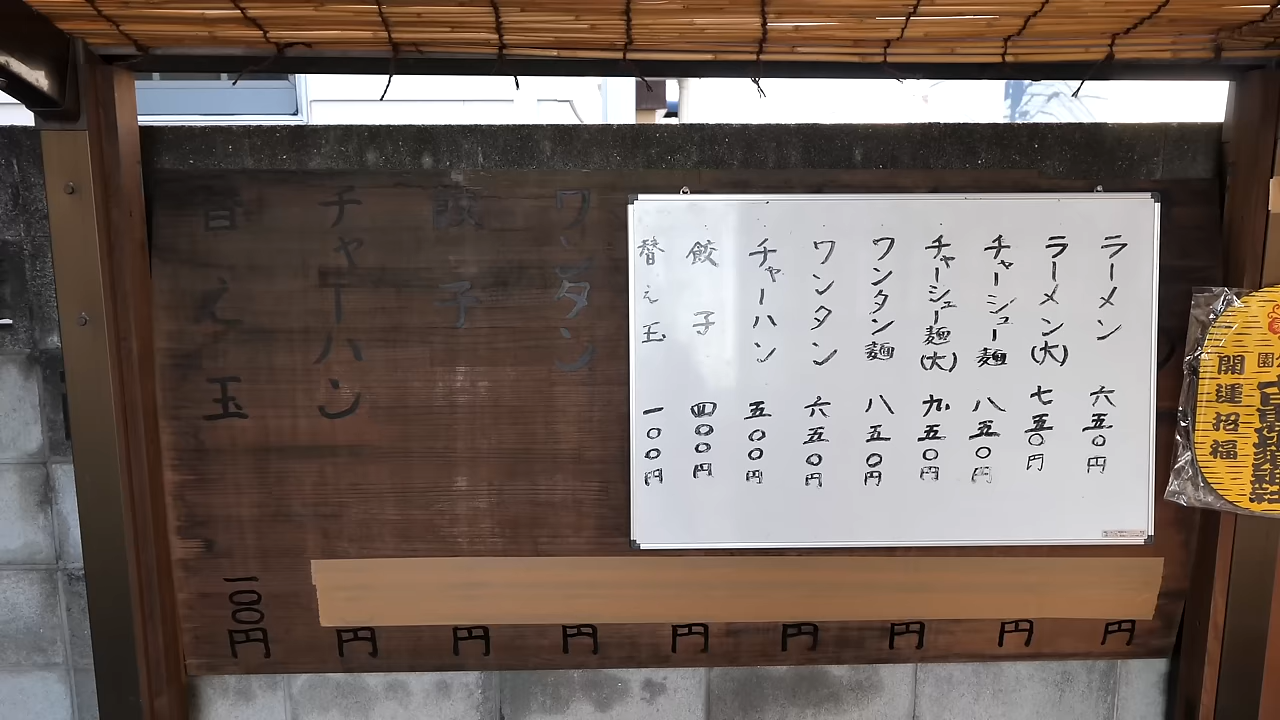 ラーメン 六五〇円
ラーメン(大) 七五〇円
チャーシュー麺 八五〇円
チャーシュー麺(大) 九五〇円
ワンタン麺 八五〇円
ワンタン 六五〇円
チャーハン 五〇〇円
餃子 四〇〇円
替え玉 一〇〇円
円
円
円
円
円
ワンタン 円
餃子 円
チャーハン 円
替え玉 一〇〇円
開運招福